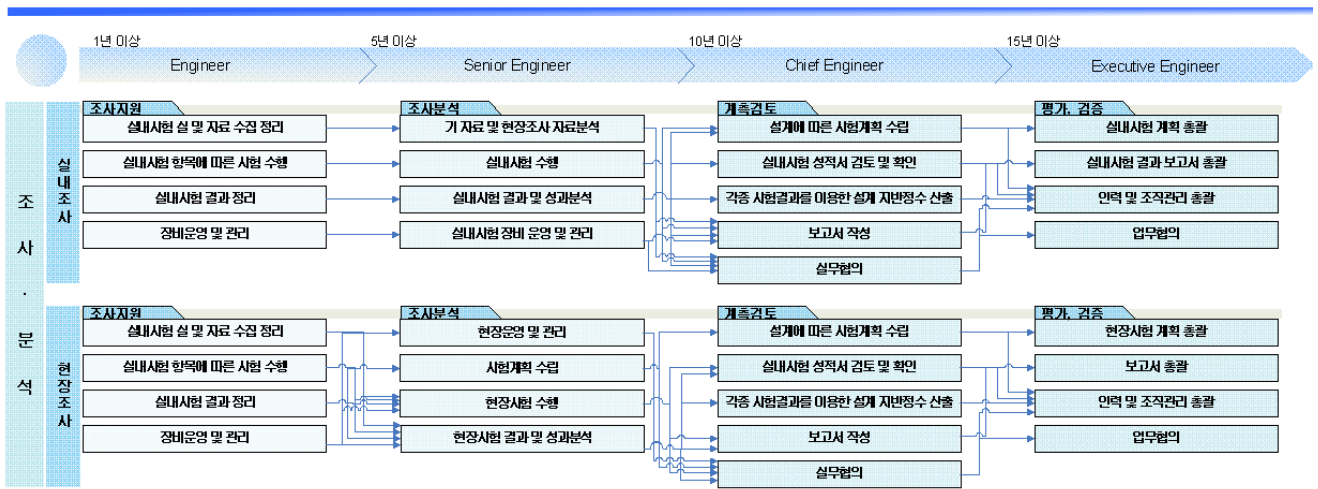 1년 이상
5년 이상
10년 이상
15년 이상
Engineer
Senior Engineer
Chief Engineer
Executive Engineer
조사·분석
실내조사
조사지원
조사분석
계측검토
평가, 검증
실내시험 실 및 자료 수집 정리
기 자료 및 현장조사 자료분석
설계에 따른 시험계획 수립
실내시험 계획 총괄
실내시험 항목에 따른 시험 수행
실내시험 수행
실내시험 성적서 검토 및 확인
실내시험 결과 보고서 총괄
실내시험 결과 정리
실내시험 결과 및 성과분석
각종 시험결과를 이용한 설계 지반정수 산출
인력 및 조직관리 총괄
장비운영 및 관리
실내시험 장비 운영 및 관리
보고서 작성
업무협의
실무협의
현장조사
조사지원
조사분석
계측검토
평가, 검증
실내시험 실 및 자료 수집 정리
현장운영 및 관리
설계에 따른 시험계획 수립
현장시험 계획 총괄
실내시험 항목에 따른 시험 수행
시험계획 수립
실내시험 성적서 검토 및 확인
보고서 총괄
실내시험 결과 정리
현장시험 수행
각종 시험결과를 이용한 설계 지반정수 산출
인력 및 조직관리 총괄
장비운영 및 관리
현장시험 결과 및 성과분석
보고서 작성
업무협의
실무협의